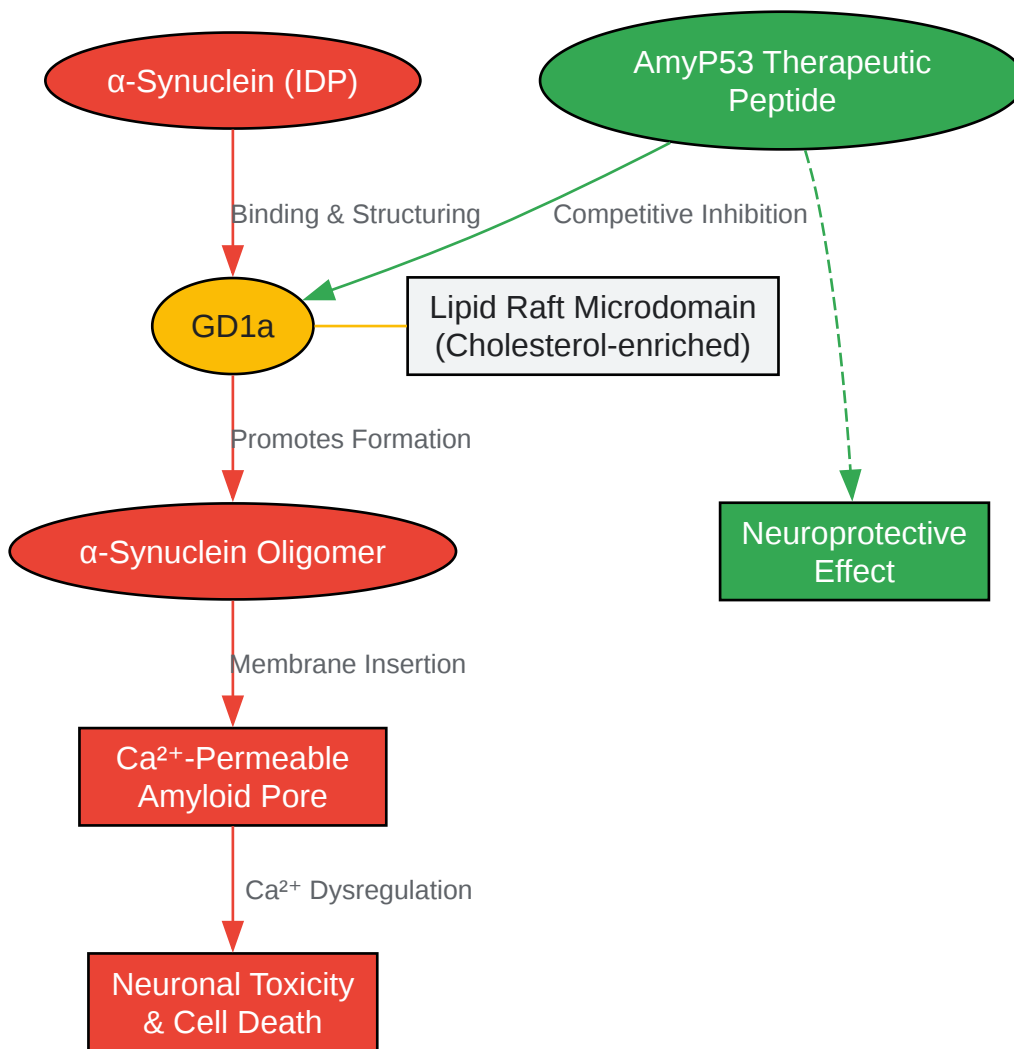 α-Synuclein (IDP)
AmyP53 Therapeutic
Peptide
Binding & Structuring
Competitive Inhibition
GD1a
Lipid Raft Microdomain
(Cholesterol-enriched)
Promotes Formation
α-Synuclein Oligomer
Neuroprotective
Effect
Membrane Insertion
Ca²⁺-Permeable
Amyloid Pore
Ca²⁺ Dysregulation
Neuronal Toxicity
& Cell Death